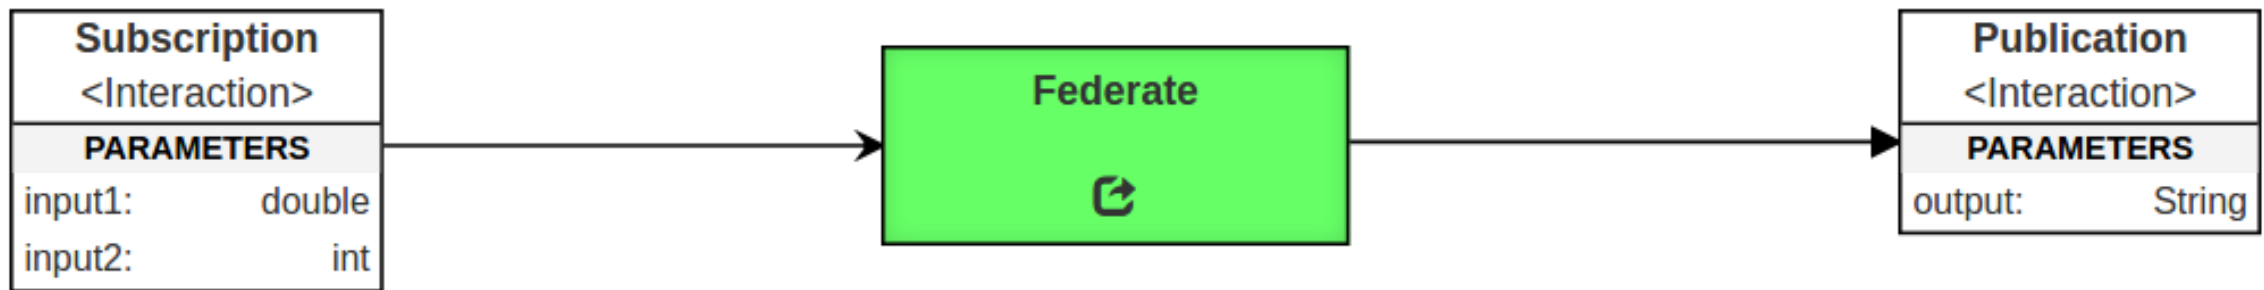 Subscription
<Interaction>
PARAMETERS
input1: double
input2: int
Federate
Publication
<Interaction>
PARAMETERS
output: String